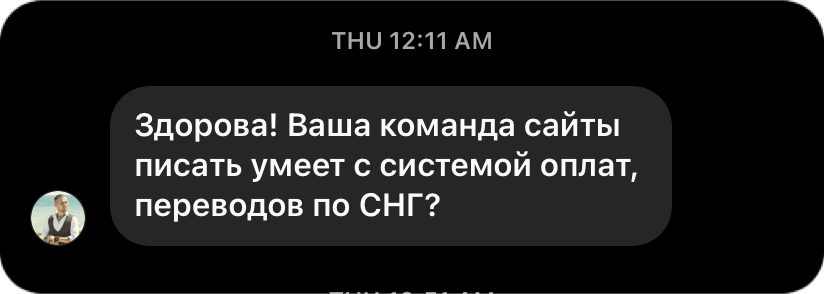 THU 12:11 AM
Здорова! Ваша команда сайты
писать умеет с системой оплат,
переводов по СНГ?